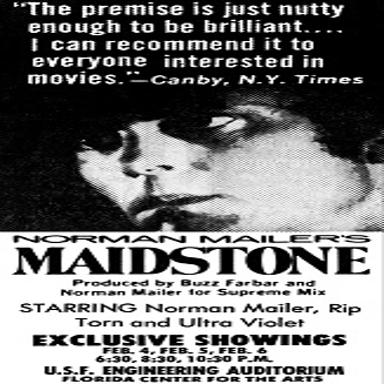 "The premise is just nutty
enough to be brilliant....
I can recommend it to
everyone interested in
movies."—Canby, N.Y. Times
NORMAN MAILER'S
MAIDSTONE
Produced by Buzz Farbar and
Norman Mailer for Supreme Mix
STARRING Norman Mailer, Rip
Torn and Ultra Violet
EXCLUSIVE SHOWINGS
FEB. 4, FEB. 5, FEB. 6
6:30, 8:30, 10:30 P.M.
U.S.F. ENGINEERING AUDITORIUM
FLORIDA CENTER FOR THE ARTS